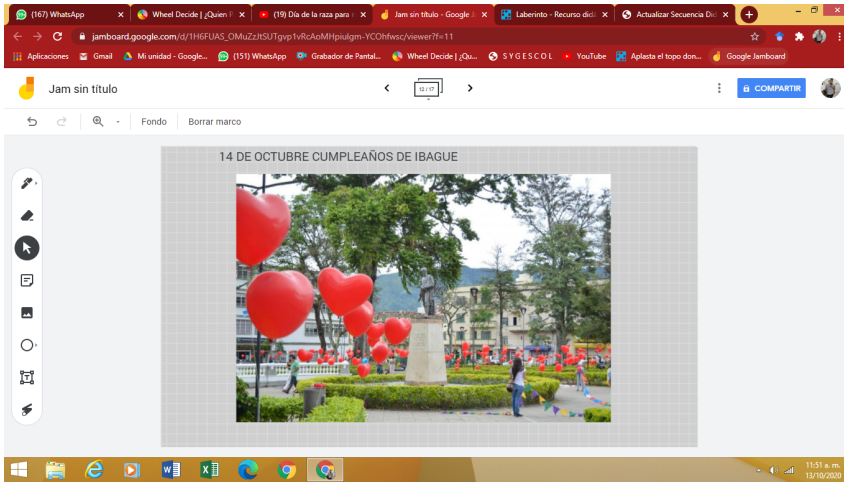 (167) WhatsApp
Wheel Decide | ¿Quien P
(19) Día de la raza para n
Jam sin título - Google J
Laberinto - Recurso didá
Actualizar Secuencia Did
jamboard.google.com/d/1H6FUAS_OMuZzJtSUTgvp1vRcAoMHpiulgm-YCOhfwsc/viewer?f=11
Aplicaciones Gmail Mi unidad - Google... (151) WhatsApp Grabador de Pantal... Wheel Decide | ¿Qu... S Y G E S C O L YouTube Aplasta el topo don... Google Jamboard
Jam sin título
12 / 17
COMPARTIR
Fondo Borrar marco
14 DE OCTUBRE CUMPLEAÑOS DE IBAGUE
11:51 a. m.
13/10/2020